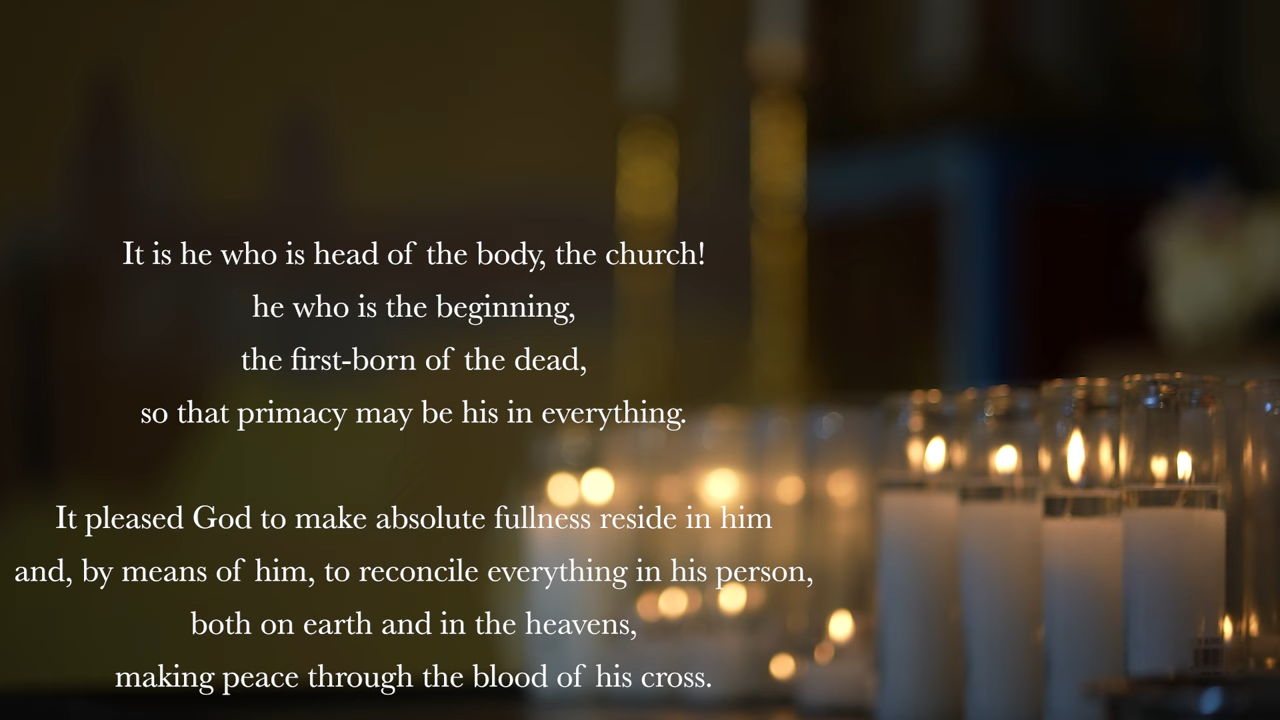 It is he who is head of the body, the church!
he who is the beginning,
the first-born of the dead,
so that primacy may be his in everything.
It pleased God to make absolute fullness reside in him
and, by means of him, to reconcile everything in his person,
both on earth and in the heavens,
making peace through the blood of his cross.